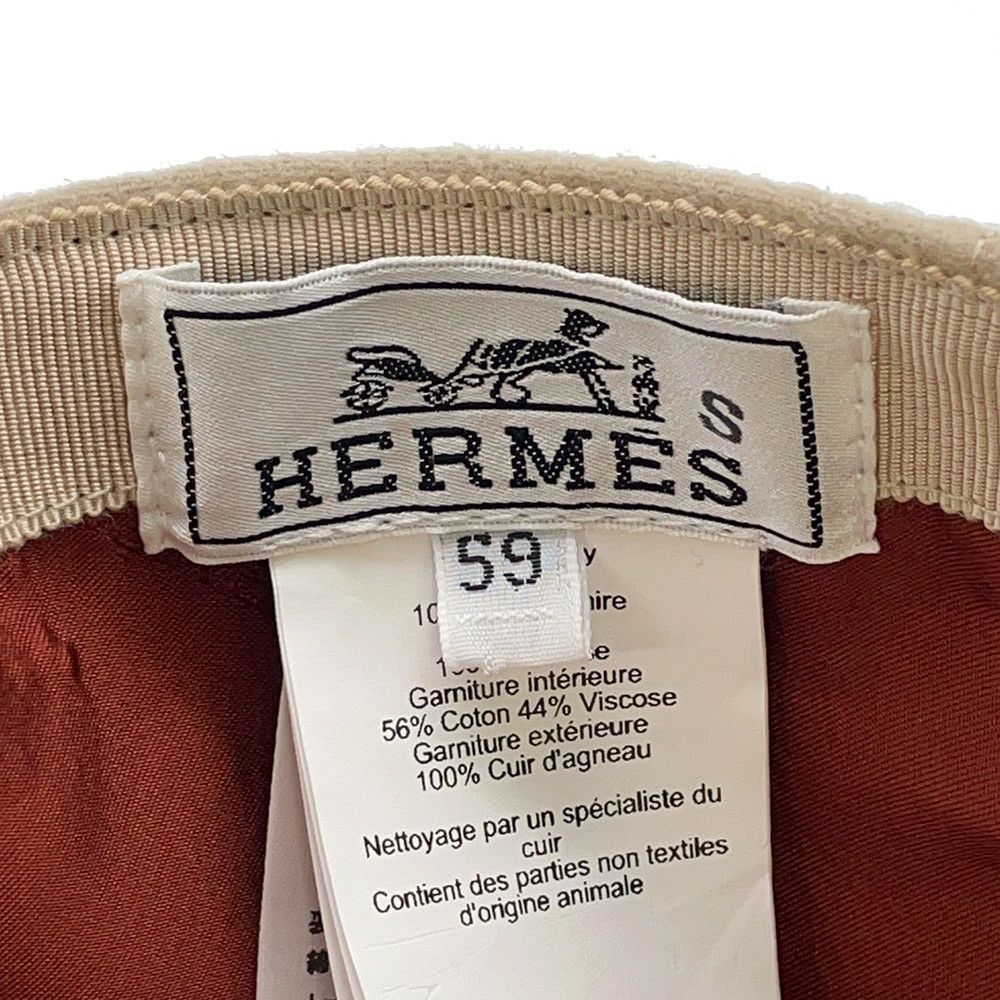 HERMES
S
59
Garniture intérieure
56% Coton 44% Viscose
Garniture extérieure
100% Cuir d'agneau
Nettoyage par un spécialiste du
cuir
Contient des parties non textiles
d'origine animale